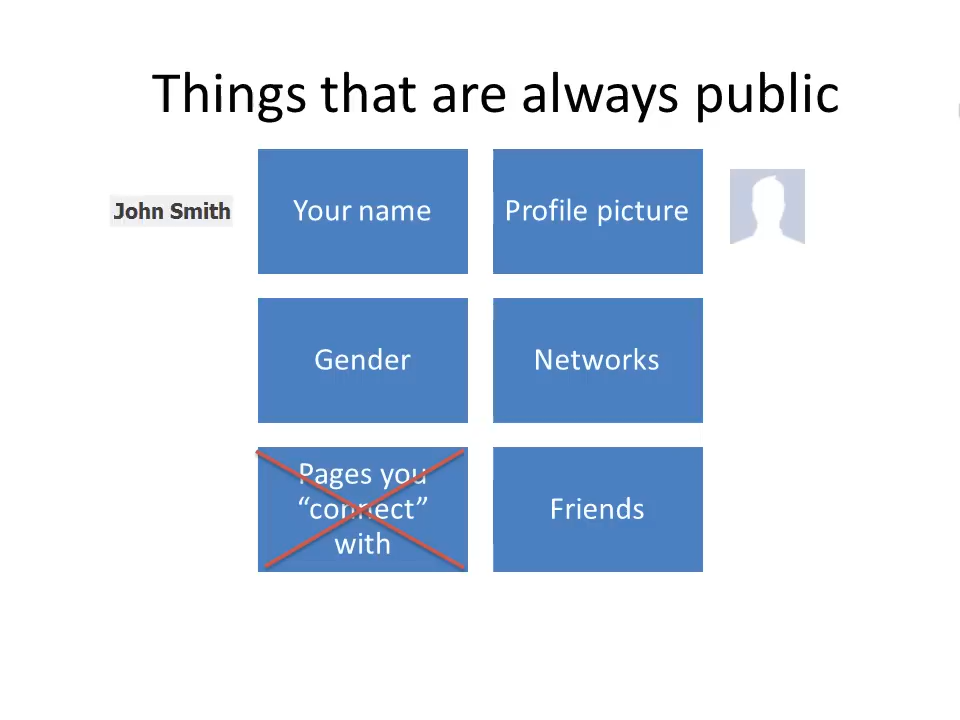 Things that are always public
John Smith
Your name
Profile picture
Gender
Networks
Pages you
“connect”
with
Friends